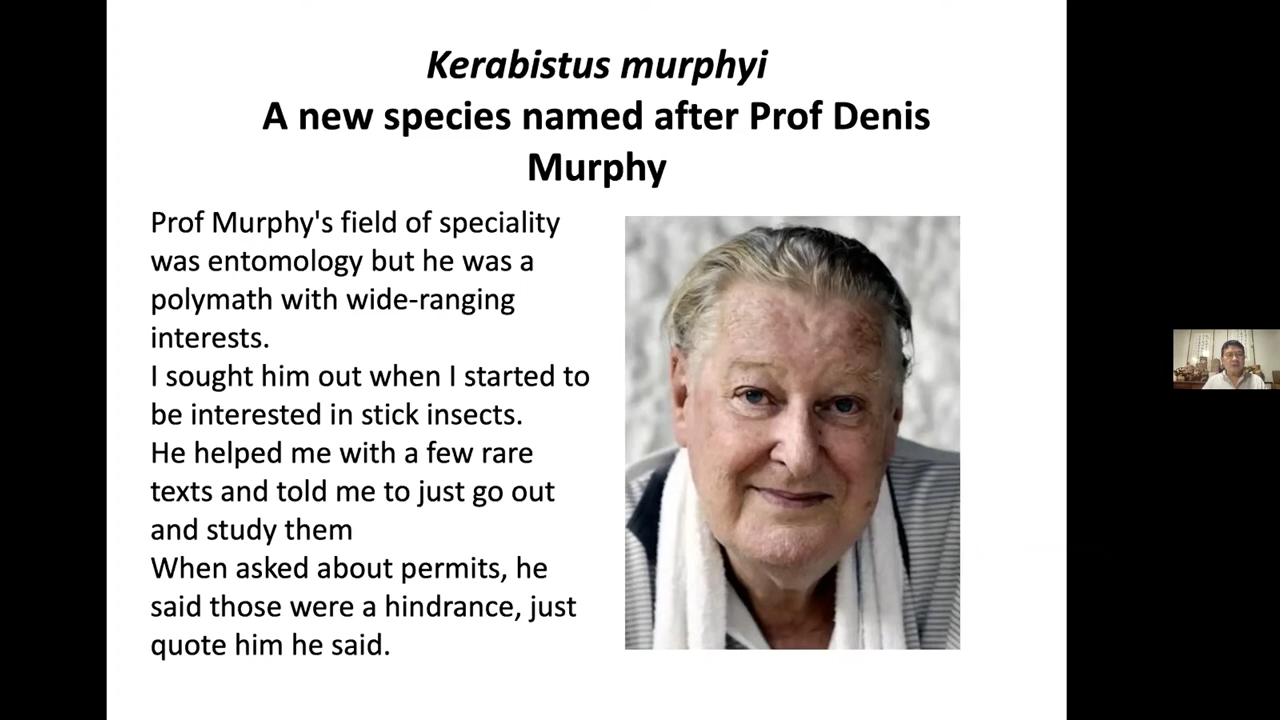 Kerabistus murphyi
A new species named after Prof Denis
Murphy
Prof Murphy's field of speciality
was entomology but he was a
polymath with wide-ranging
interests.
I sought him out when I started to
be interested in stick insects.
He helped me with a few rare
texts and told me to just go out
and study them
When asked about permits, he
said those were a hindrance, just
quote him he said.